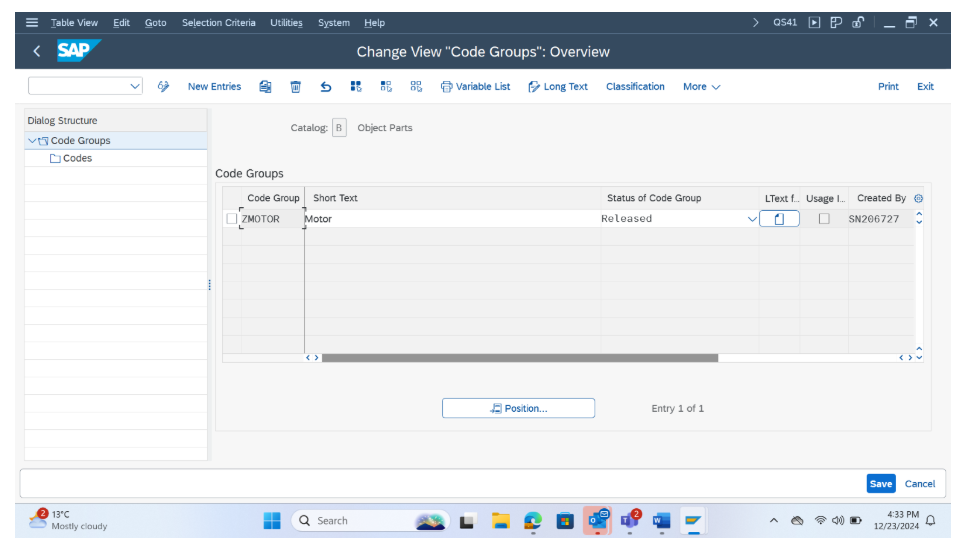 Table View Edit Goto Selection Criteria Utilities System Help QS41
SAP Change View "Code Groups": Overview
New Entries Variable List Long Text Classification More Print Exit
Dialog Structure
Code Groups
Codes
Catalog: B Object Parts
Code Groups
Code Group Short Text Status of Code Group LText f... Usage I... Created By
ZMOTOR Motor Released SN206727
Position... Entry 1 of 1
Save Cancel
2 13°C
Mostly cloudy
Search
2
4:33 PM
12/23/2024